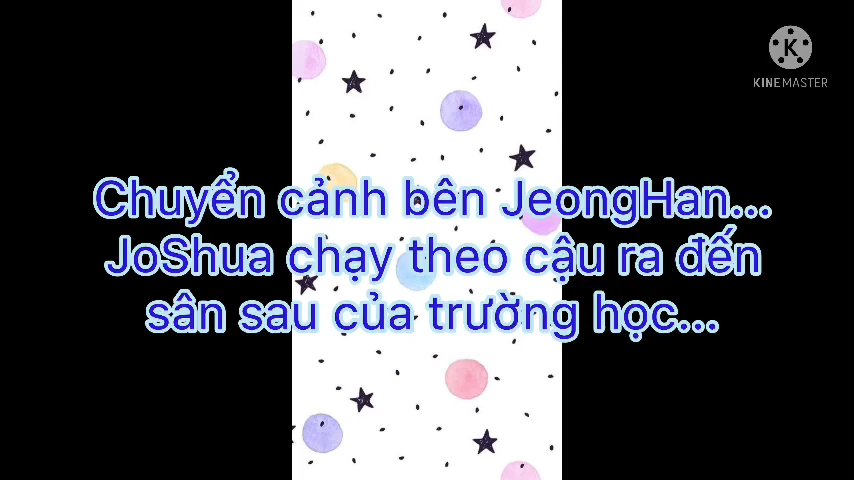 KINEMASTER
Chuyển cảnh bên JeongHan...
JoShua chạy theo cậu ra đến
sân sau của trường học...